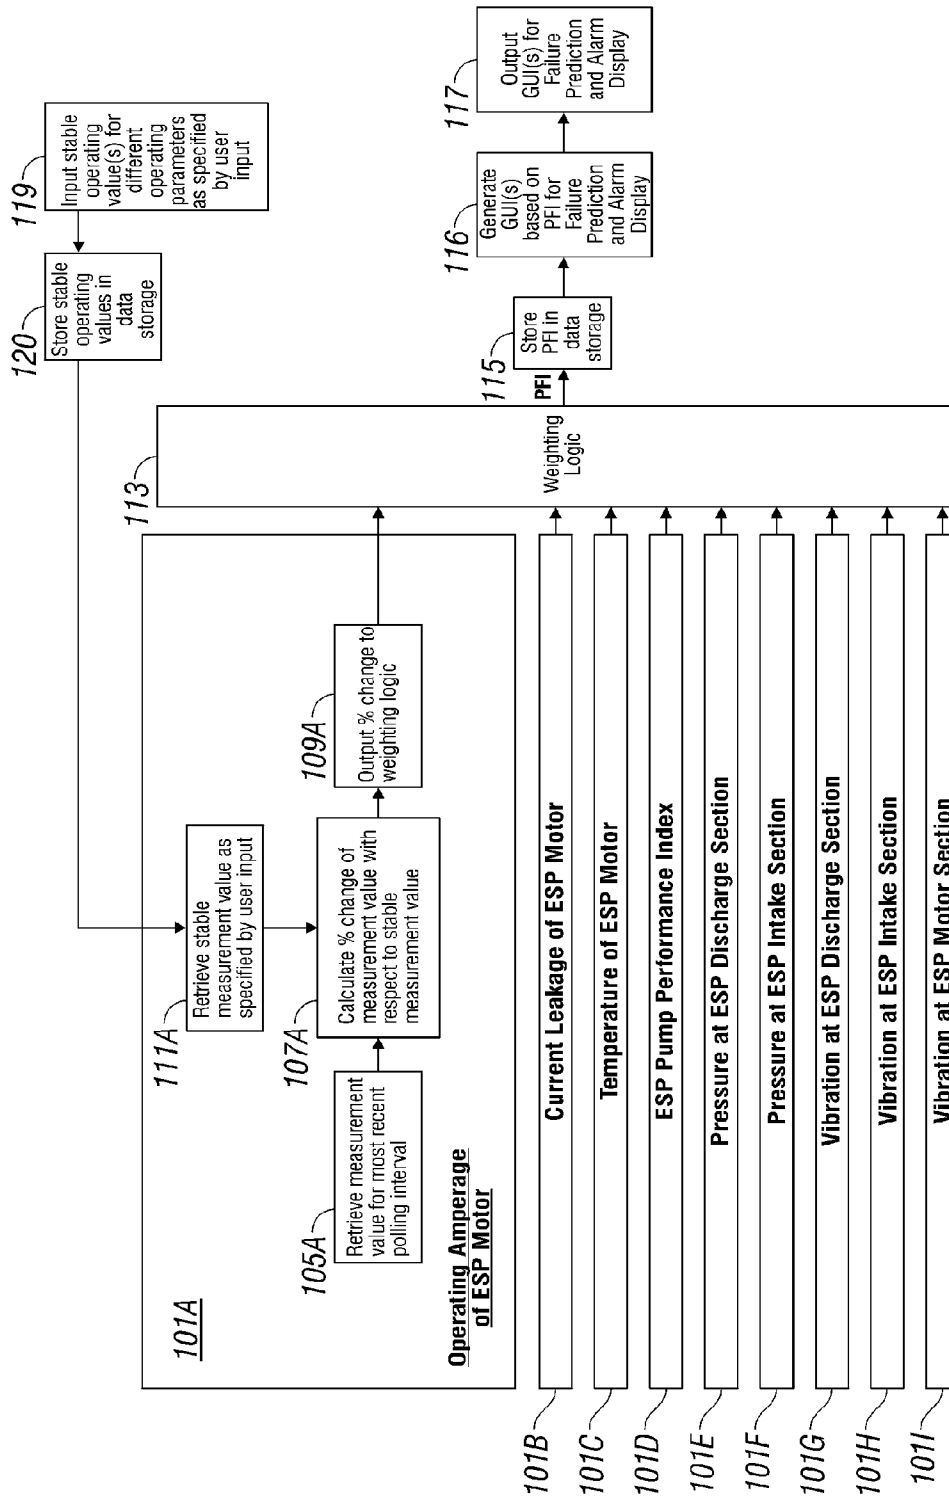 119
Input stable
operating
value(s) for
different
operating
parameters
as specified
by user
input
120
Store stable
operating
values in
data
storage
101A
111A
Retrieve stable
measurement value as
specified by user input
105A
Retrieve measurement
value for most recent
polling interval
107A
Calculate % change of
measurement value with
respect to stable
measurement value
109A
Output % change to
weighting logic
Operating Amperage
of ESP Motor
113
Weighting
Logic
PFI
115
Store
PFI in
data
storage
116
Generate
GUI(s)
based on
PFI for
Failure
Prediction
and Alarm
Display
117
Output
GUI(s) for
Failure
Prediction
and Alarm
Display
101B
Current Leakage of ESP Motor
101C
Temperature of ESP Motor
101D
ESP Pump Performance Index
101E
Pressure at ESP Discharge Section
101F
Pressure at ESP Intake Section
101G
Vibration at ESP Discharge Section
101H
Vibration at ESP Intake Section
101I
Vibration at ESP Motor Section